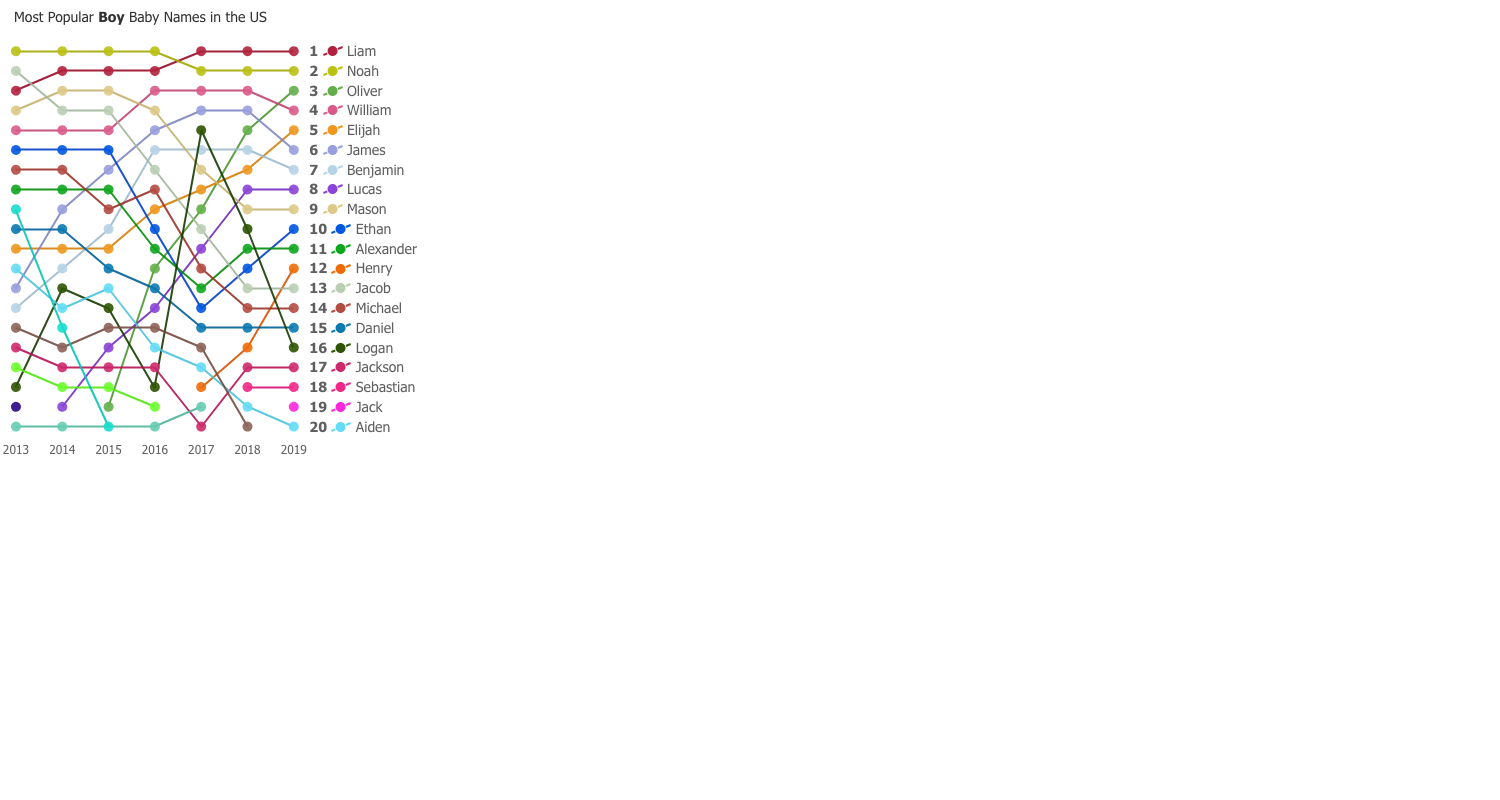 Most Popular Boy Baby Names in the US
1 Liam
2 Noah
3 Oliver
4 William
5 Elijah
6 James
7 Benjamin
8 Lucas
9 Mason
10 Ethan
11 Alexander
12 Henry
13 Jacob
14 Michael
15 Daniel
16 Logan
17 Jackson
18 Sebastian
19 Jack
20 Aiden
2013 2014 2015 2016 2017 2018 2019